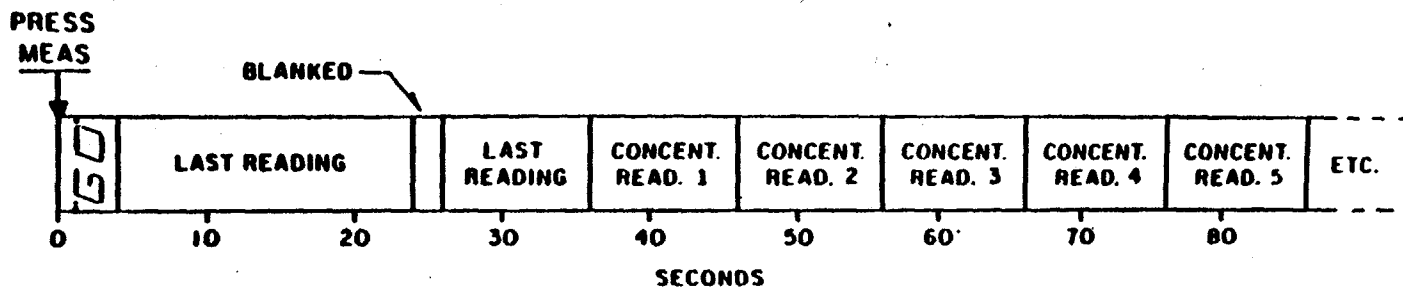 PRESS
MEAS
BLANKED
GO
LAST READING
LAST
READING
CONCENT.
READ. 1
CONCENT.
READ. 2
CONCENT.
READ. 3
CONCENT.
READ. 4
CONCENT.
READ. 5
ETC.
0 10 20 30 40 50 60 70 80
SECONDS